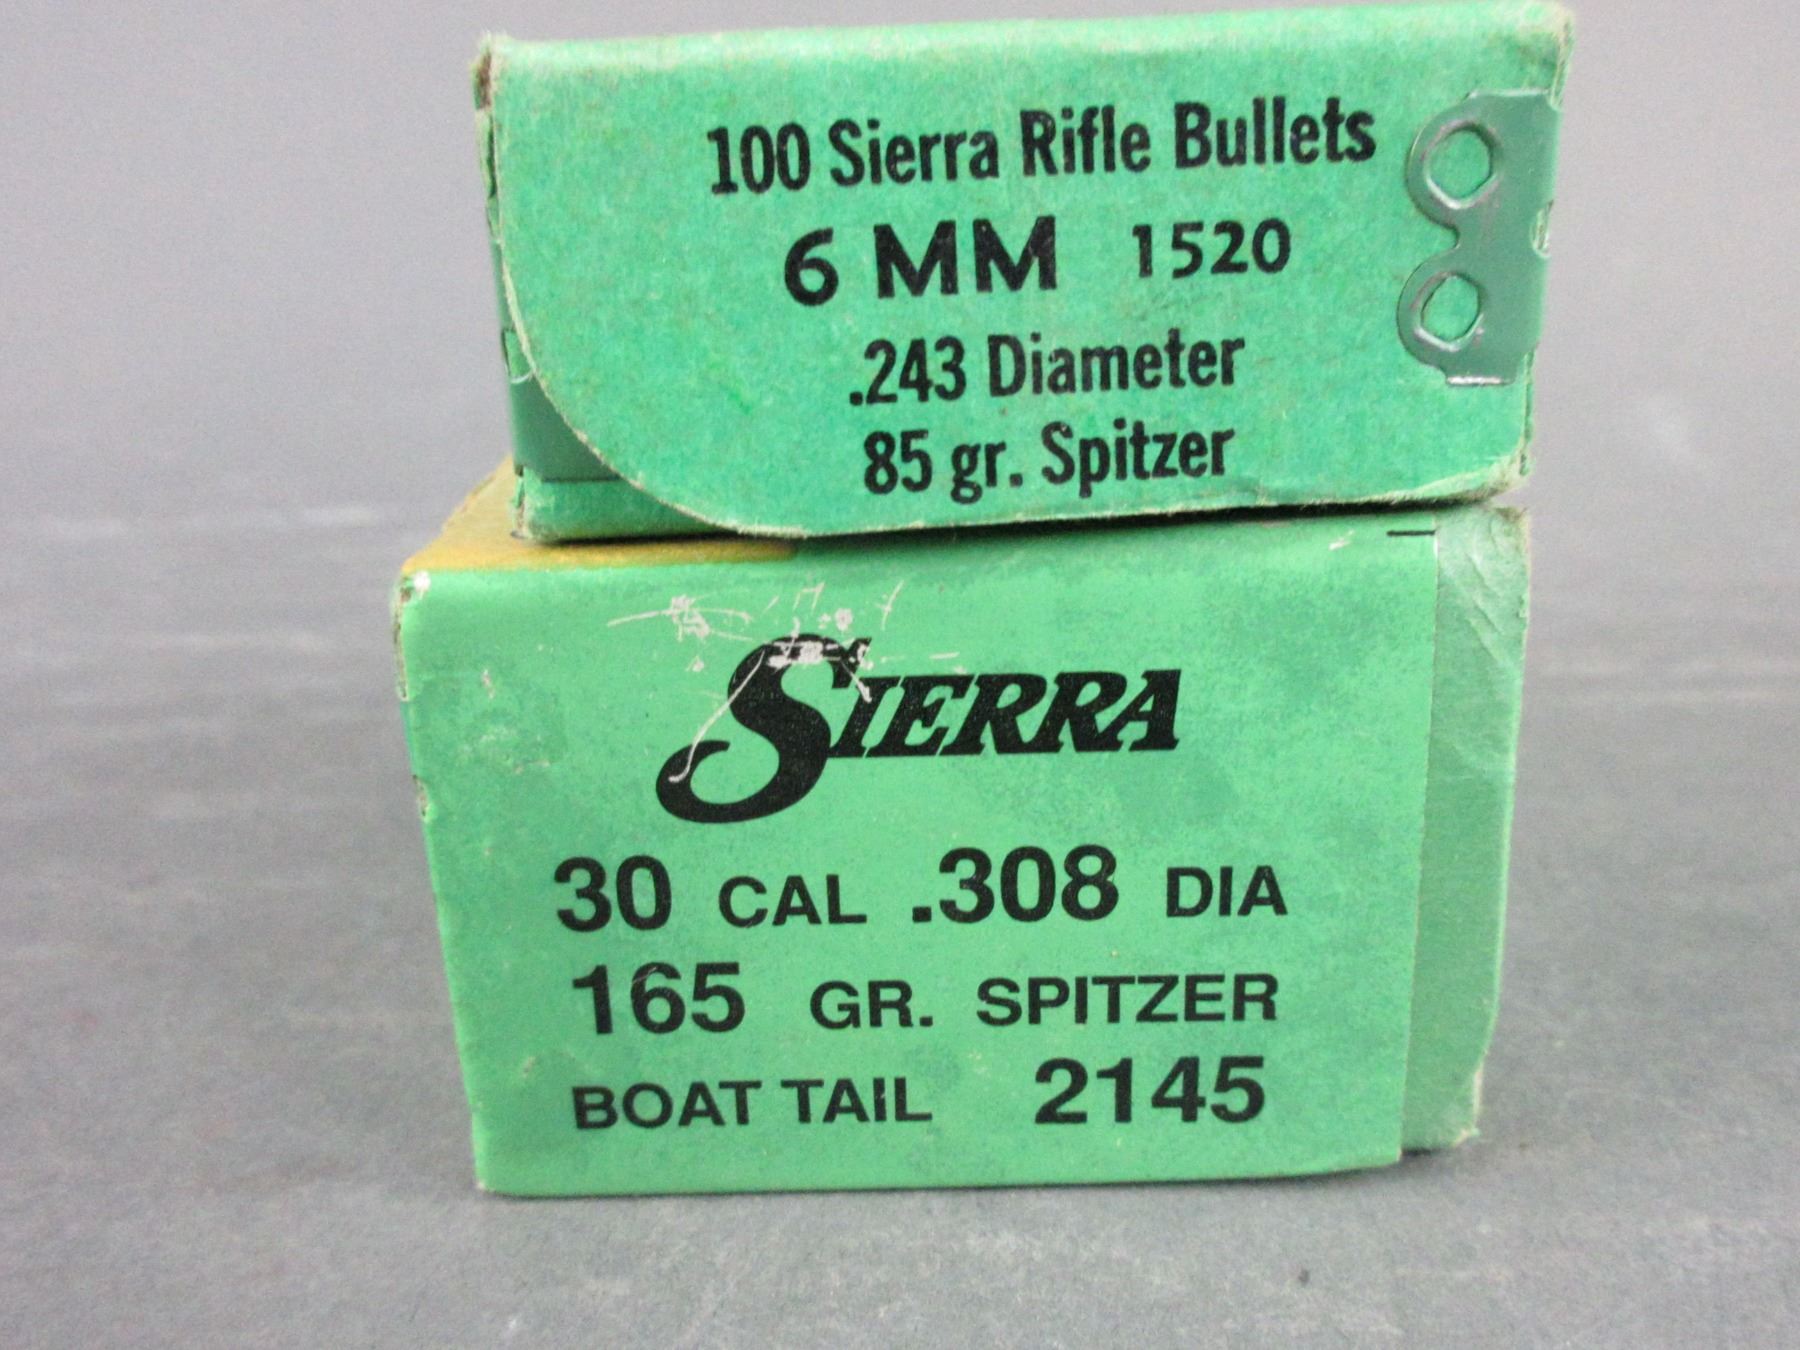 100 Sierra Rifle Bullets
6 MM 1520
.243 Diameter
85 gr. Spitzer
SIERRA
30 CAL .308 DIA
165 GR. SPITZER
BOAT TAIL 2145